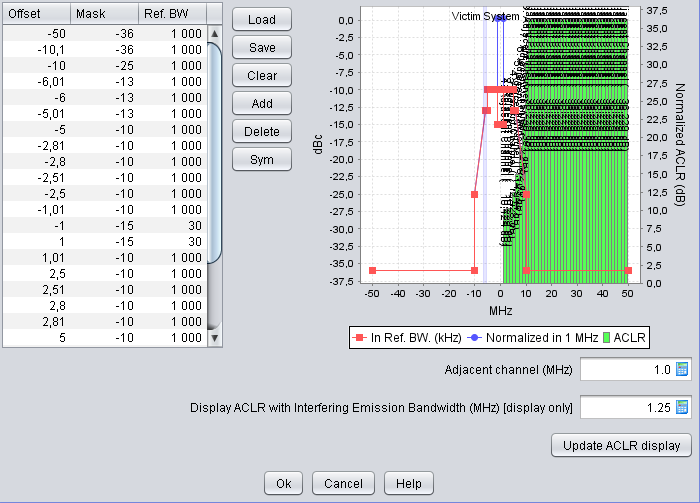 Offset Mask Ref. BW
-50 -36 1 000
-10,1 -36 1 000
-10 -25 1 000
-6,01 -13 1 000
-6 -13 1 000
-5,01 -13 1 000
-5 -10 1 000
-2,81 -10 1 000
-2,8 -10 1 000
-2,51 -10 1 000
-2,5 -10 1 000
-1,01 -10 1 000
-1 -15 30
1 -15 30
1,01 -10 1 000
2,5 -10 1 000
2,51 -10 1 000
2,8 -10 1 000
2,81 -10 1 000
5 -10 1 000
Load
Save
Clear
Add
Delete
Sym
Victim System
dBc
0,0
-2,5
-5,0
-7,5
-10,0
-12,5
-15,0
-17,5
-20,0
-22,5
-25,0
-27,5
-30,0
-32,5
-35,0
-37,5
37,5
35,0
32,5
30,0
27,5
25,0
22,5
20,0
17,5
15,0
12,5
10,0
7,5
5,0
2,5
0,0
Normalized ACLR (dB)
-50 -40 -30 -20 -10 0 10 20 30 40 50
MHz
In Ref. BW. (kHz) Normalized in 1 MHz ACLR
Adjacent channel (MHz) 1.0
Display ACLR with Interfering Emission Bandwidth (MHz) [display only] 1.25
Update ACLR display
Ok Cancel Help